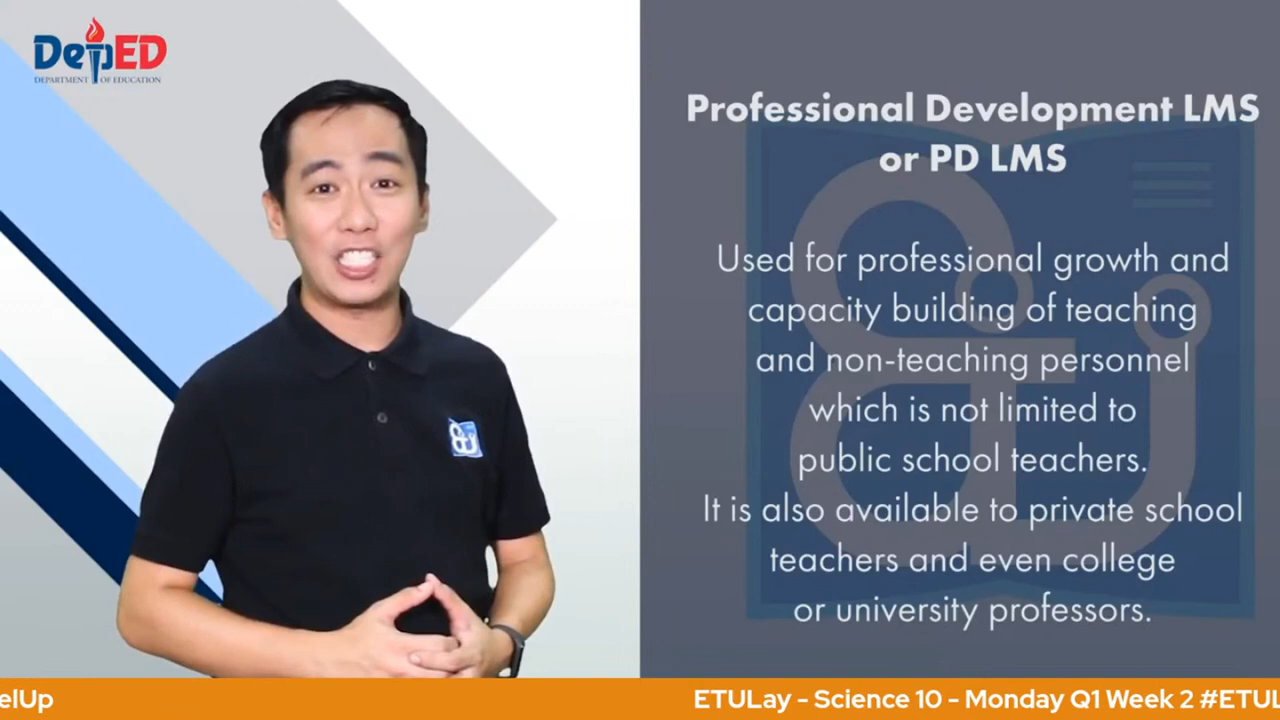 DepED
DEPARTMENT OF EDUCATION
Professional Development LMS
or PD LMS
Used for professional growth and
capacity building of teaching
and non-teaching personnel
which is not limited to
public school teachers.
It is also available to private school
teachers and even college
or university professors.
elUp
ETULay - Science 10 - Monday Q1 Week 2 #ETUL